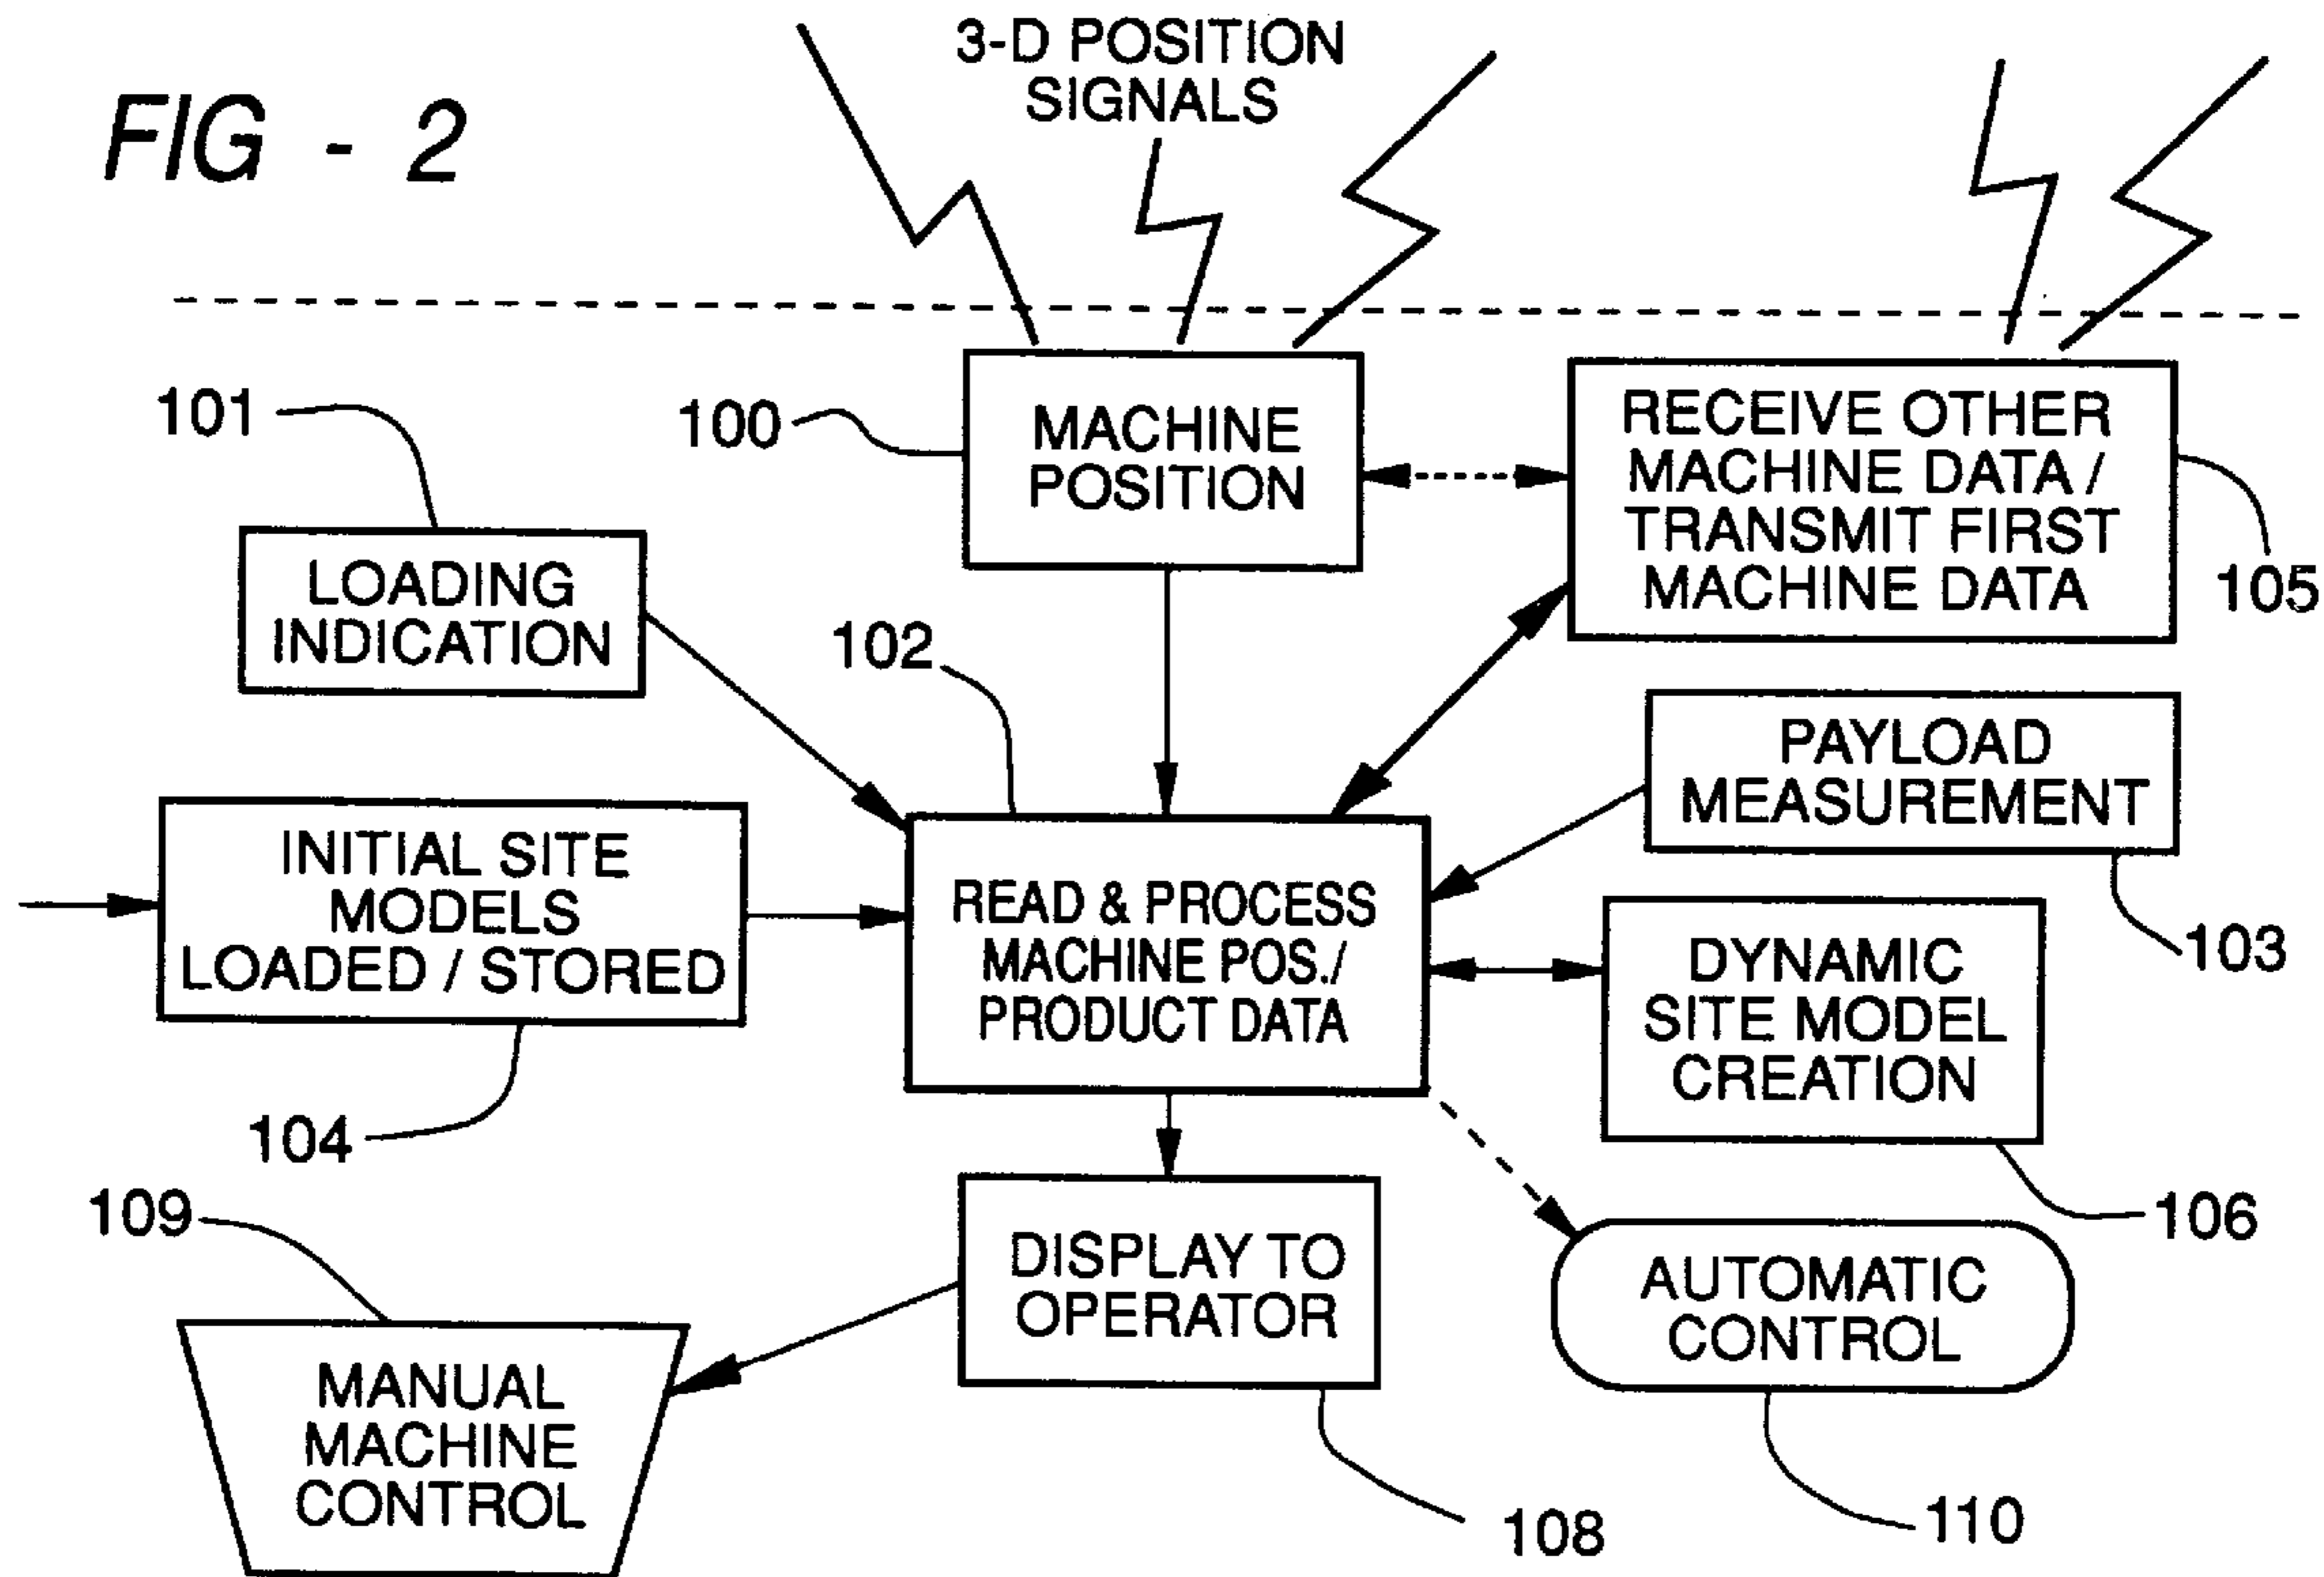 FIG - 2
3-D POSITION
SIGNALS
101
100
MACHINE
POSITION
RECEIVE OTHER
MACHINE DATA /
TRANSMIT FIRST
MACHINE DATA
105
LOADING
INDICATION
102
PAYLOAD
MEASUREMENT
103
INITIAL SITE
MODELS
LOADED / STORED
104
READ & PROCESS
MACHINE POS./
PRODUCT DATA
DYNAMIC
SITE MODEL
CREATION
106
109
MANUAL
MACHINE
CONTROL
DISPLAY TO
OPERATOR
108
AUTOMATIC
CONTROL
110